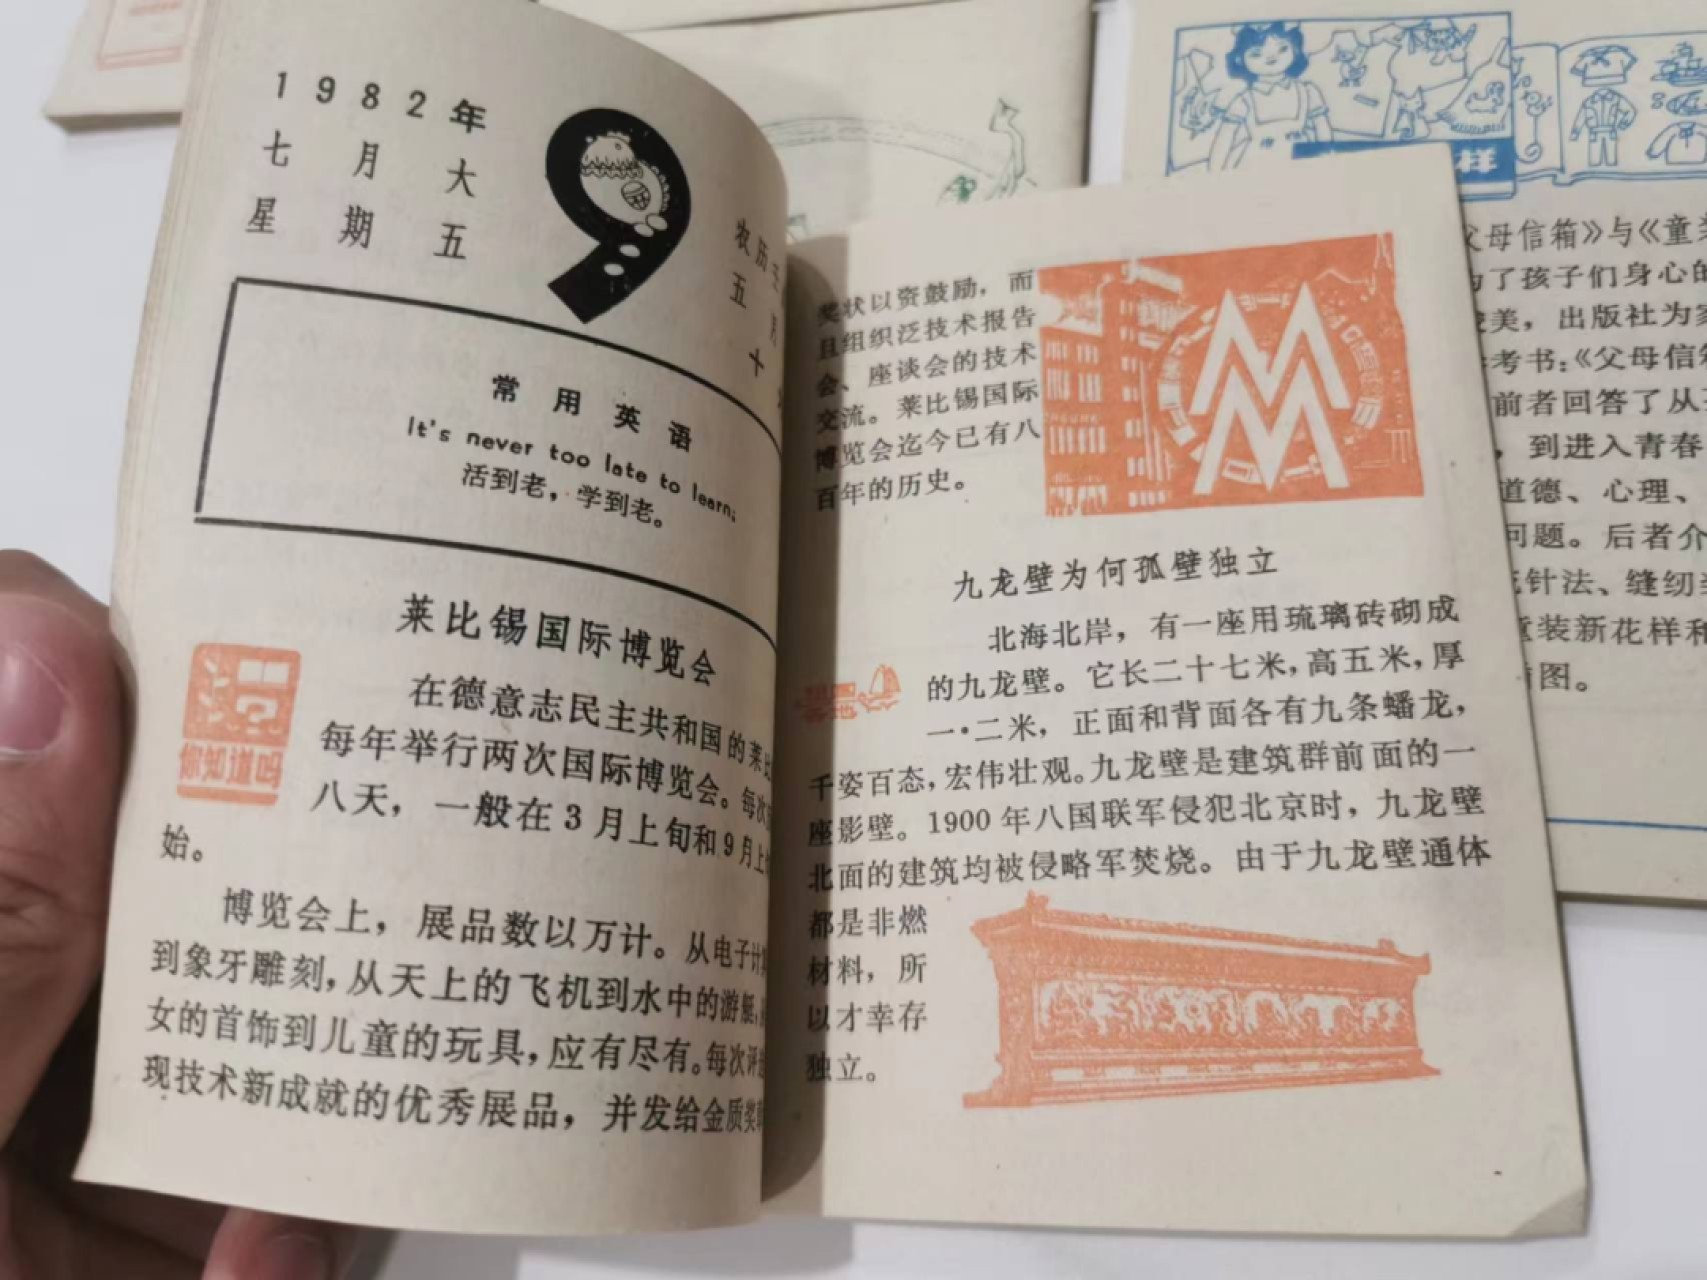 1982年
七月大
星期五
9
农历
五月
十
常用英语
It's never too late to learn;
活到老，学到老。
莱比锡国际博览会
你知道吗
在德意志民主共和国的莱比
每年举行两次国际博览会。每次
八天，一般在3月上旬和9月上
始。
博览会上，展品数以万计。从电子计
到象牙雕刻，从天上的飞机到水中的游艇，
女的首饰到儿童的玩具，应有尽有。每次评
现技术新成就的优秀展品，并发给金质奖
奖状以资鼓励，而
且组织泛技术报告
会、座谈会的技术
交流。莱比锡国际
博览会迄今已有八
百年的历史。
MM
九龙壁为何孤壁独立
北海北岸，有一座用琉璃砖砌成
的九龙壁。它长二十七米，高五米，厚
一·二米，正面和背面各有九条蟠龙，
千姿百态，宏伟壮观。九龙壁是建筑群前面的一
座影壁。1900年八国联军侵犯北京时，九龙壁
北面的建筑均被侵略军焚烧。由于九龙壁通体
都是非燃
材料，所
以才幸存
独立。
样
父母信箱》与《童
为了孩子们身心的
美，出版社为
考书：《父母信
前者回答了从
，到进入青春
道德、心理、
问题。后者介
针法、缝纫
童装新花样和
图。